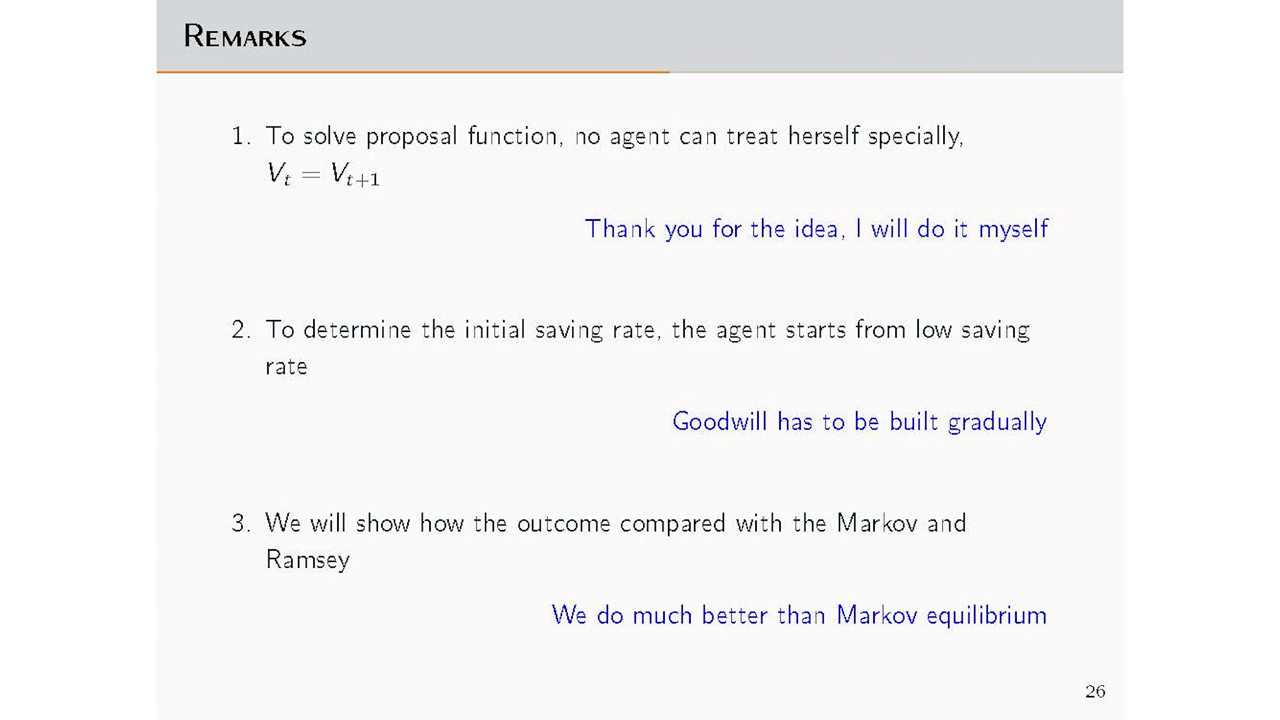 REMARKS
1. To solve proposal function, no agent can treat herself specially,
Vt = Vt+1
Thank you for the idea, I will do it myself
2. To determine the initial saving rate, the agent starts from low saving
rate
Goodwill has to be built gradually
3. We will show how the outcome compared with the Markov and
Ramsey
We do much better than Markov equilibrium
26